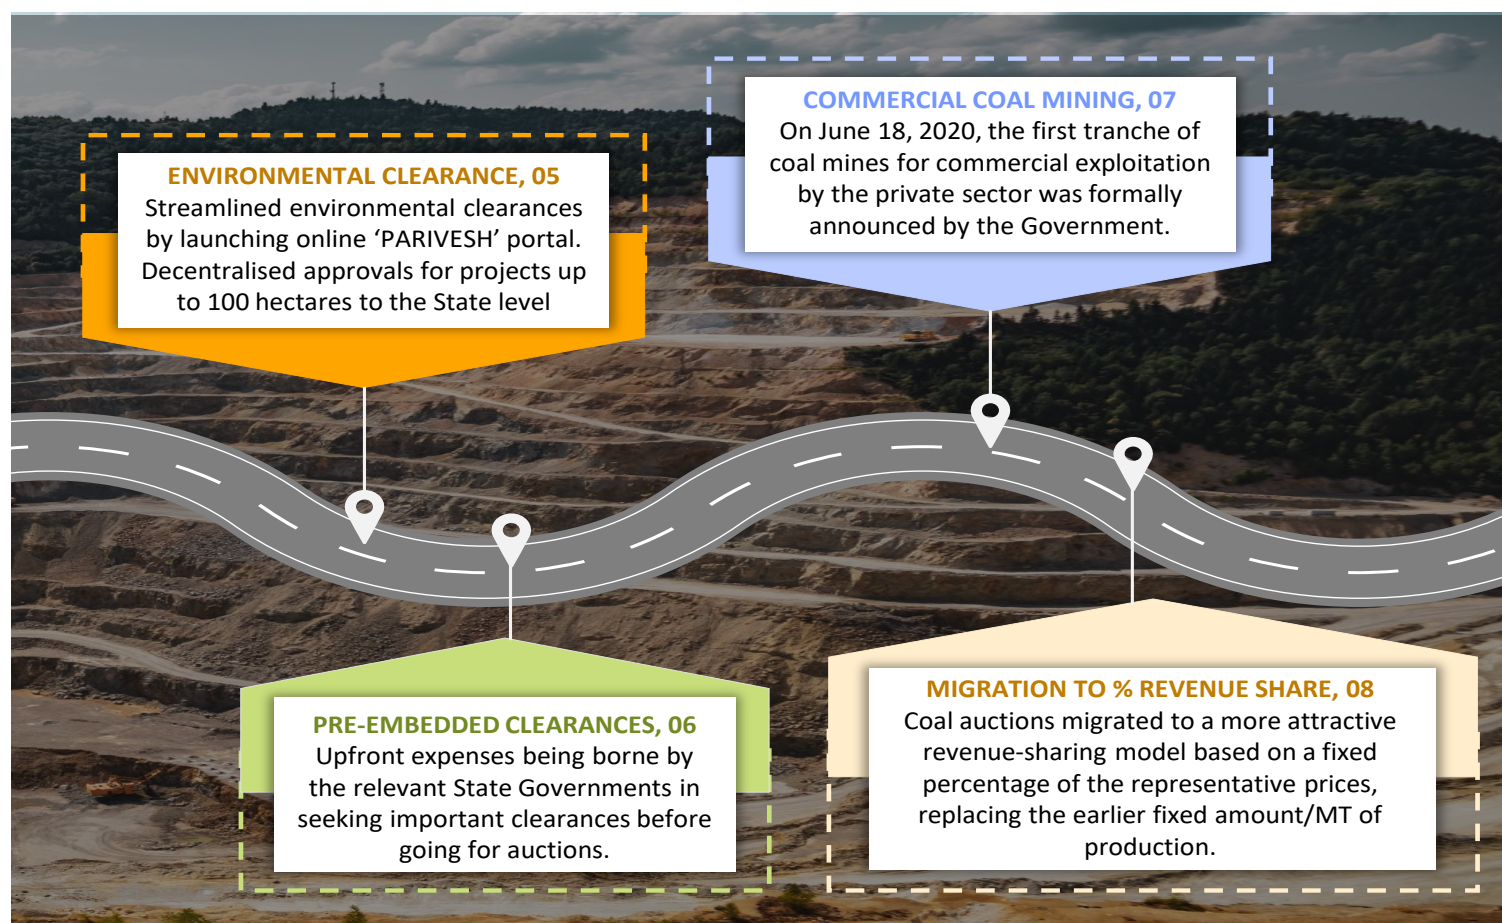 ENVIRONMENTAL CLEARANCE, 05
Streamlined environmental clearances
by launching online ‘PARIVESH’ portal.
Decentralised approvals for projects up
to 100 hectares to the State level
PRE-EMBEDDED CLEARANCES, 06
Upfront expenses being borne by
the relevant State Governments in
seeking important clearances before
going for auctions.
COMMERCIAL COAL MINING, 07
On June 18, 2020, the first tranche of
coal mines for commercial exploitation
by the private sector was formally
announced by the Government.
MIGRATION TO % REVENUE SHARE, 08
Coal auctions migrated to a more attractive
revenue-sharing model based on a fixed
percentage of the representative prices,
replacing the earlier fixed amount/MT of
production.